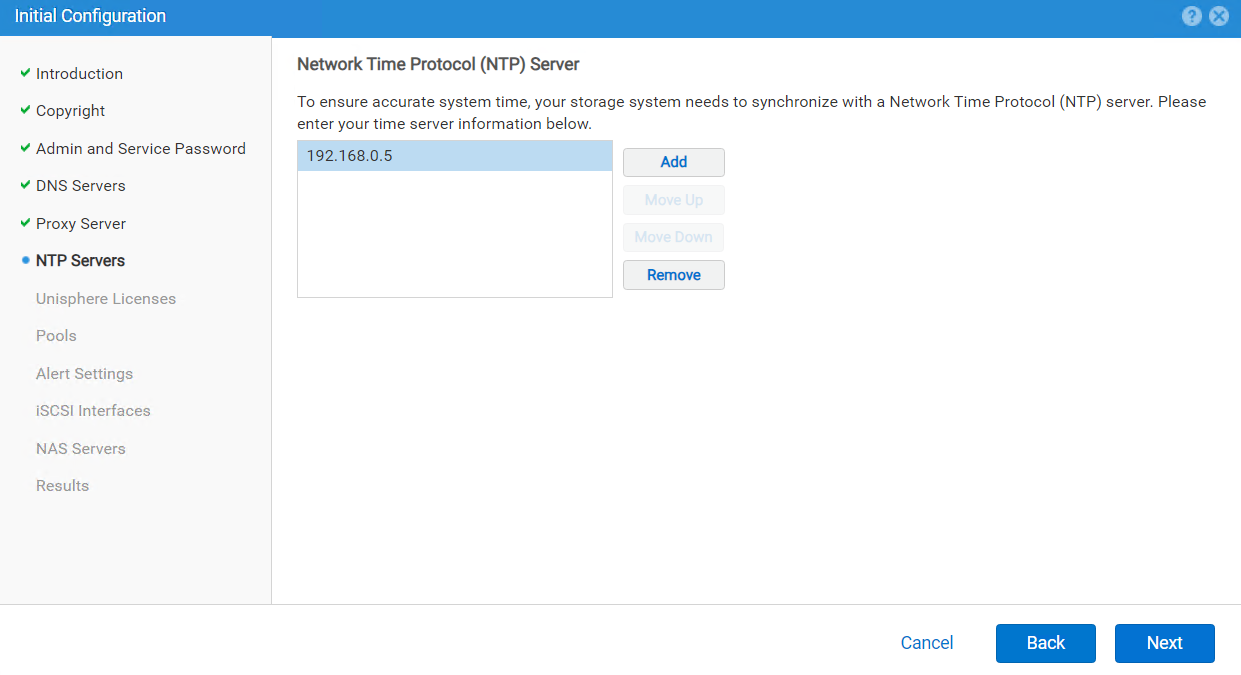 Initial Configuration
Introduction
Copyright
Admin and Service Password
DNS Servers
Proxy Server
NTP Servers
Unisphere Licenses
Pools
Alert Settings
iSCSI Interfaces
NAS Servers
Results
Network Time Protocol (NTP) Server
To ensure accurate system time, your storage system needs to synchronize with a Network Time Protocol (NTP) server. Please
enter your time server information below.
192.168.0.5
Add
Move Up
Move Down
Remove
Cancel
Back
Next